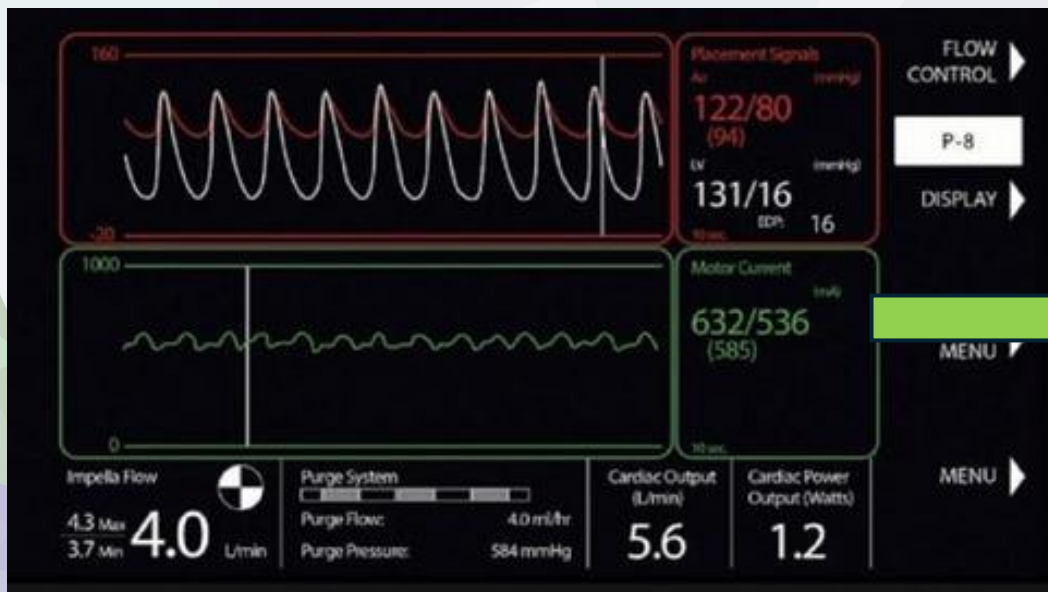 160
-20
Placement Signals
Ao (mmHg)
122/80
(94)
LV (mmHg)
131/16
EDP: 16
10 sec.
FLOW
CONTROL
P-8
DISPLAY
1000
0
Motor Current
(mA)
632/536
(585)
10 sec.
MENU
MENU
Impella Flow
4.3 Max
3.7 Min
4.0 L/min
Purge System
Purge Flow: 4.0 ml/hr
Purge Pressure: 584 mmHg
Cardiac Output
(L/min)
5.6
Cardiac Power
Output (Watts)
1.2